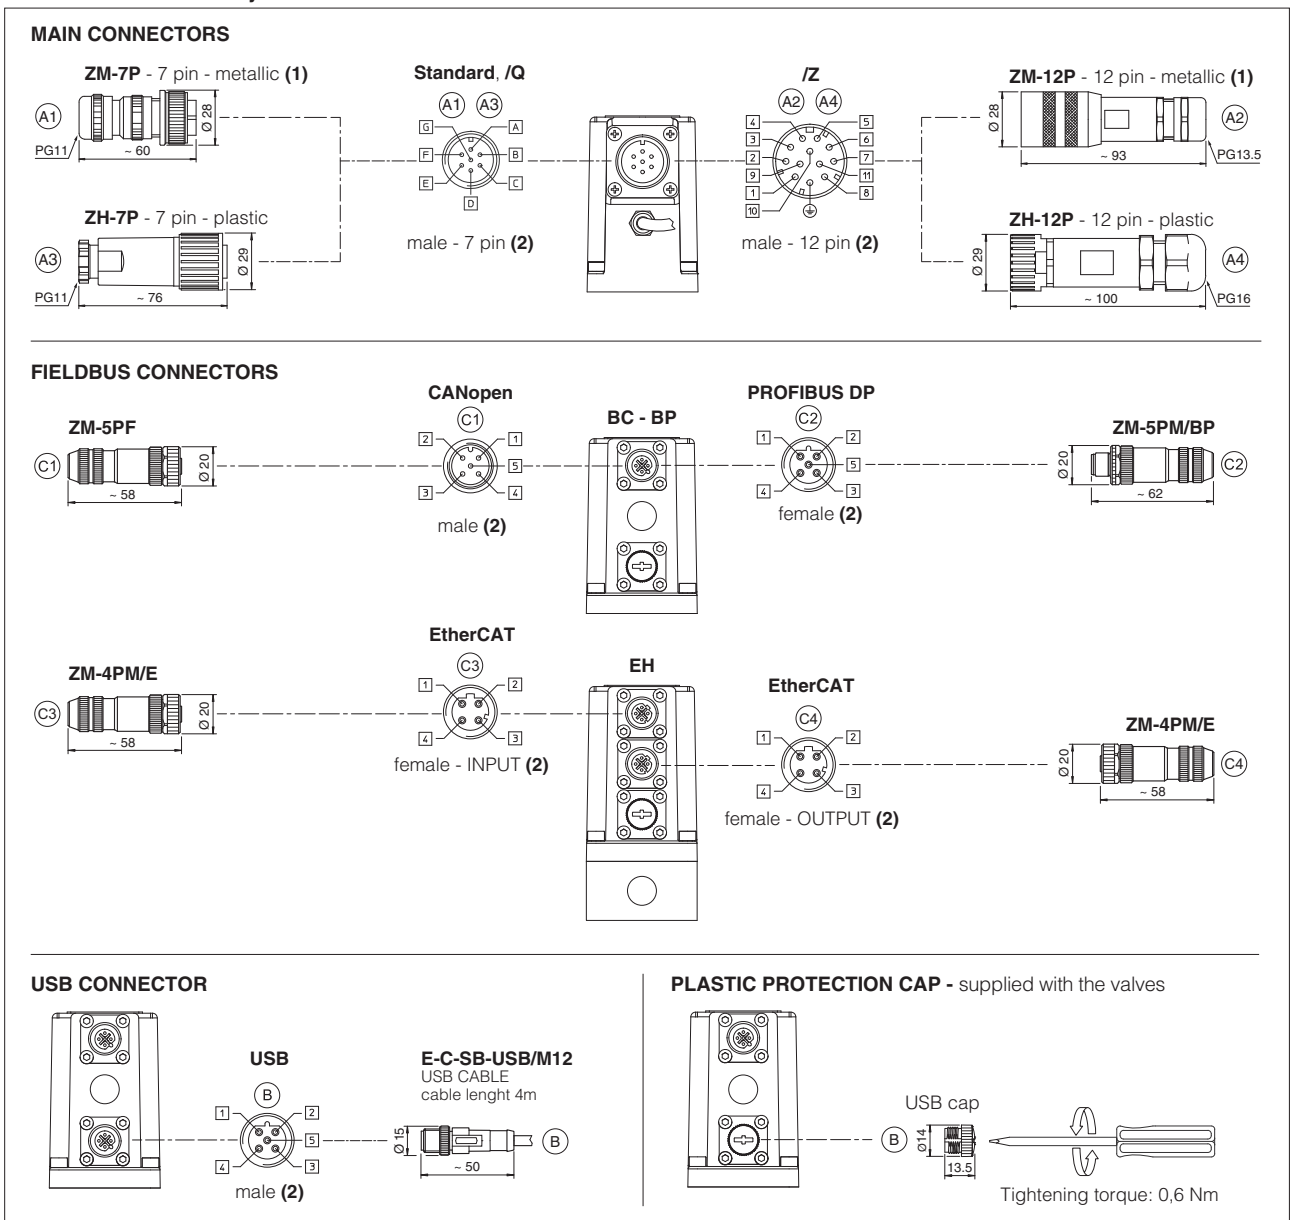 MAIN CONNECTORS
ZM-7P - 7 pin - metallic (1)
A1
PG11
~ 60
Ø 28
ZH-7P - 7 pin - plastic
A3
PG11
~ 76
Ø 29
Standard, /Q
A1 A3
G A
F B
E C
D
male - 7 pin (2)
/Z
A2 A4
4 5
3 6
2 7
9 11
1 8
10
male - 12 pin (2)
ZM-12P - 12 pin - metallic (1)
Ø 28
A2
~ 93
PG13.5
ZH-12P - 12 pin - plastic
Ø 29
A4
~ 100
PG16
FIELDBUS CONNECTORS
ZM-5PF
C1
Ø 20
~ 58
CANopen
C1
2 1
5
3 4
male (2)
BC - BP
PROFIBUS DP
C2
1 2
5
4 3
female (2)
ZM-5PM/BP
Ø 20
C2
~ 62
ZM-4PM/E
C3
Ø 20
~ 58
EtherCAT
C3
1 2
4 3
female - INPUT (2)
EH
EtherCAT
C4
1 2
4 3
female - OUTPUT (2)
ZM-4PM/E
Ø 20
C4
~ 58
USB CONNECTOR
USB
B
1 2
5
4 3
male (2)
E-C-SB-USB/M12
USB CABLE
cable lenght 4m
Ø 15
B
~ 50
PLASTIC PROTECTION CAP - supplied with the valves
USB cap
B
Ø14
13.5
Tightening torque: 0,6 Nm